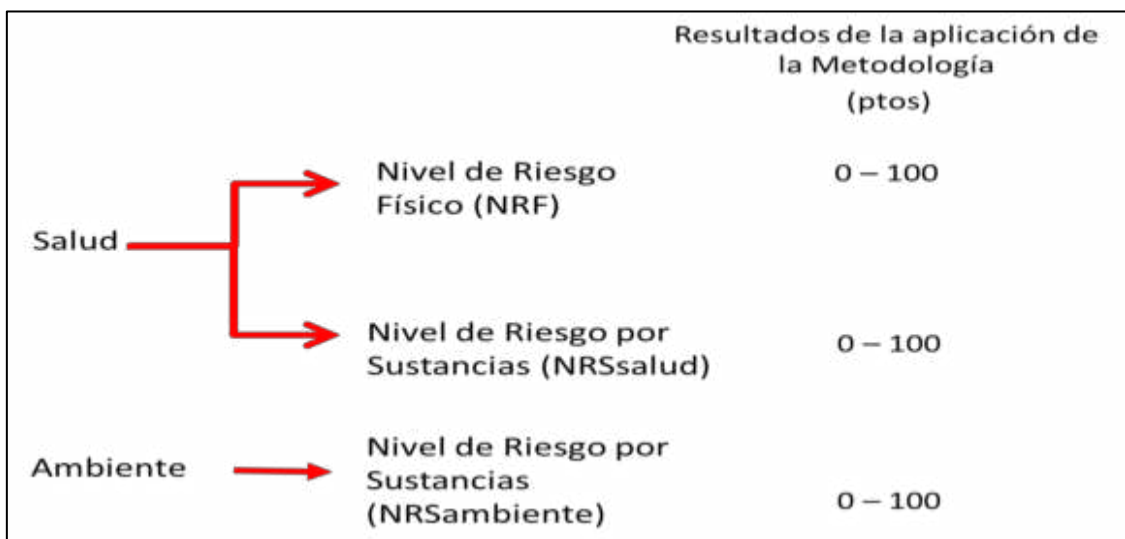 Resultados de la aplicación de
la Metodología
(ptos)
Nivel de Riesgo
Físico (NRF)
0 – 100
Salud
Nivel de Riesgo por
Sustancias (NRSsalud)
0 – 100
Ambiente
Nivel de Riesgo por
Sustancias
(NRSambiente)
0 – 100